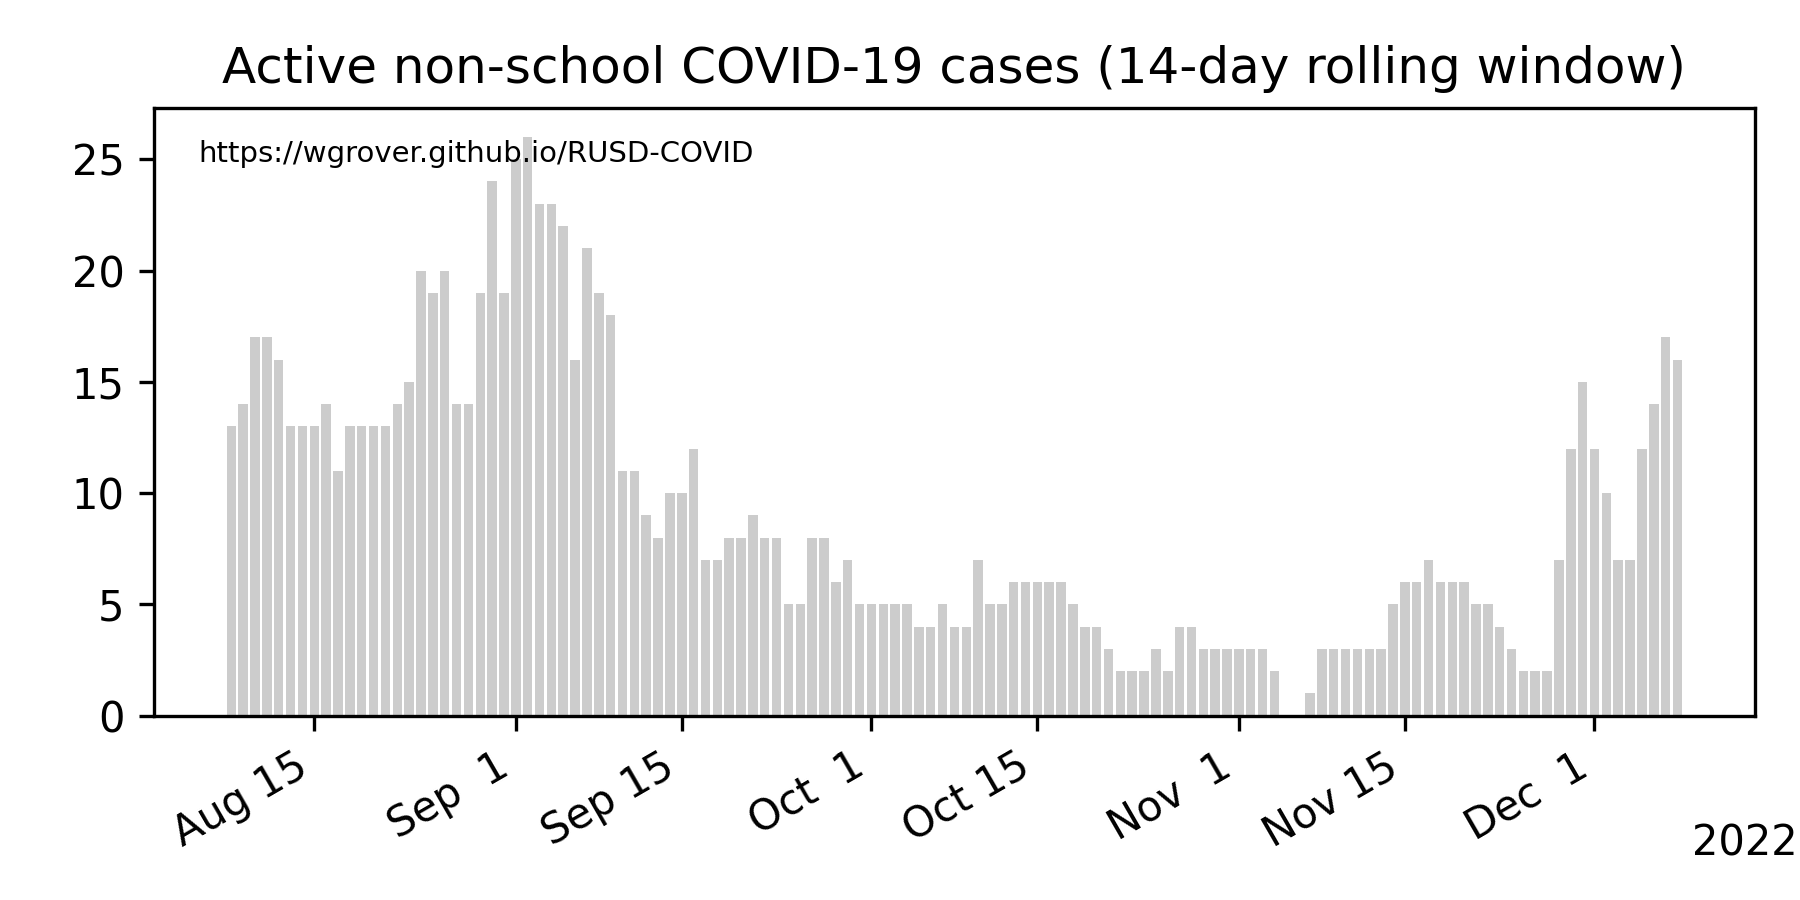 Active non-school COVID-19 cases (14-day rolling window)
https://wgrover.github.io/RUSD-COVID
25
20
15
10
5
0
Aug 15
Sep 1
Sep 15
Oct 1
Oct 15
Nov 1
Nov 15
Dec 1
2022